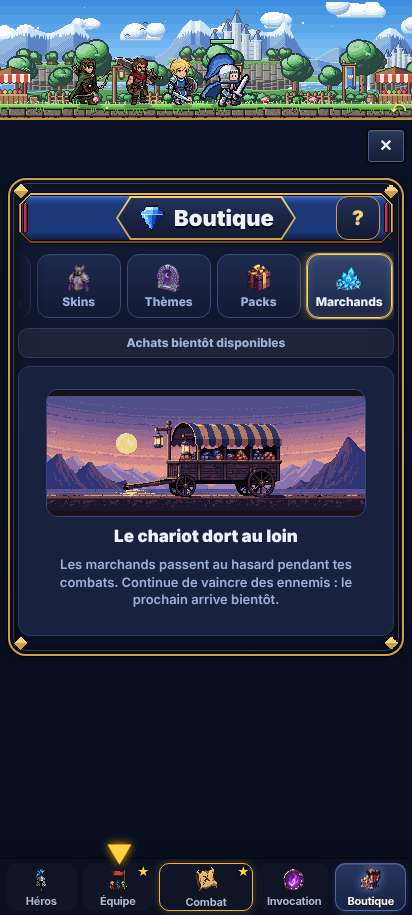 ✕
Boutique
?
Skins
Thèmes
Packs
Marchands
Achats bientôt disponibles
Le chariot dort au loin
Les marchands passent au hasard pendant tes
combats. Continue de vaincre des ennemis : le
prochain arrive bientôt.
Héros
Équipe
Combat
Invocation
Boutique